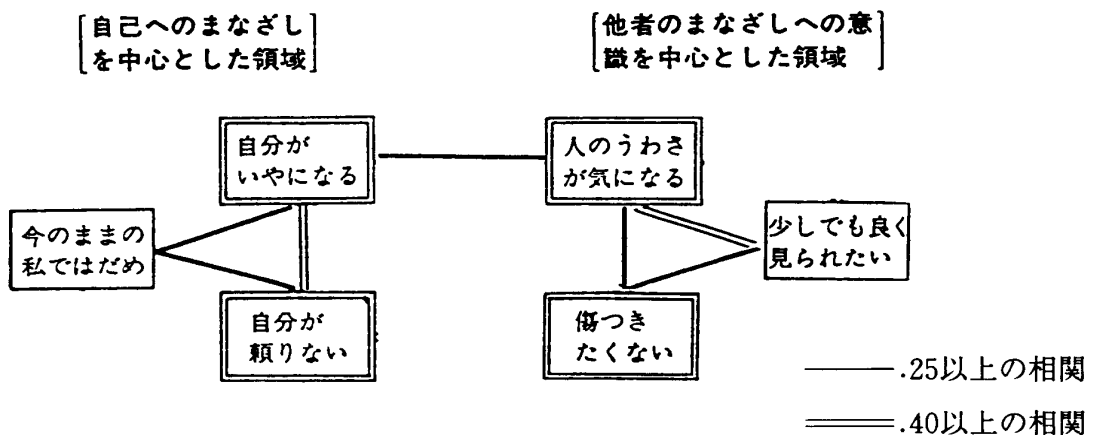 自己へのまなざし
を中心とした領域
他者のまなざしへの意
識を中心とした領域
自分が
いやになる
人のうわさ
が気になる
今のままの
私ではだめ
少しでも良く
見られたい
自分が
頼りない
傷つき
たくない
.25以上の相関
.40以上の相関